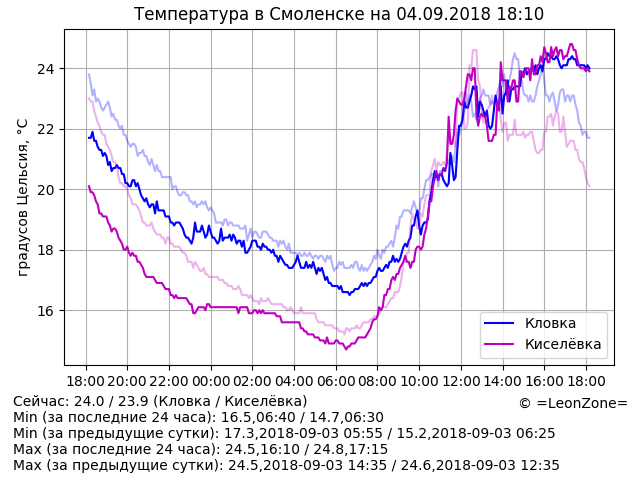 Температура в Смоленске на 04.09.2018 18:10
градусов Цельсия, °C
24
22
20
18
16
Кловка
Киселёвка
18:00 20:00 22:00 00:00 02:00 04:00 06:00 08:00 10:00 12:00 14:00 16:00 18:00
Сейчас: 24.0 / 23.9 (Кловка / Киселёвка)
© =LeonZone=
Min (за последние 24 часа): 16.5,06:40 / 14.7,06:30
Min (за предыдущие сутки): 17.3,2018-09-03 05:55 / 15.2,2018-09-03 06:25
Max (за последние 24 часа): 24.5,16:10 / 24.8,17:15
Max (за предыдущие сутки): 24.5,2018-09-03 14:35 / 24.6,2018-09-03 12:35